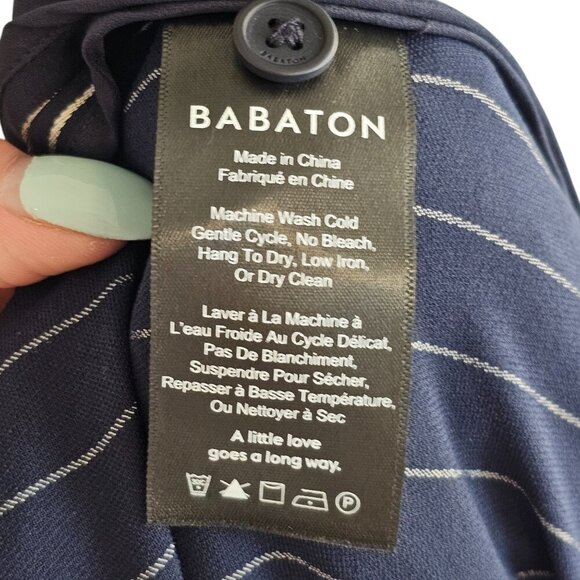 BABATON
BABATON
Made in China
Fabriqué en Chine
Machine Wash Cold
Gentle Cycle, No Bleach,
Hang To Dry, Low Iron,
Or Dry Clean
Laver à La Machine à
L'eau Froide Au Cycle Délicat,
Pas De Blanchiment,
Suspendre Pour Sécher,
Repasser à Basse Température,
Ou Nettoyer à Sec
A little love
goes a long way.
30C P